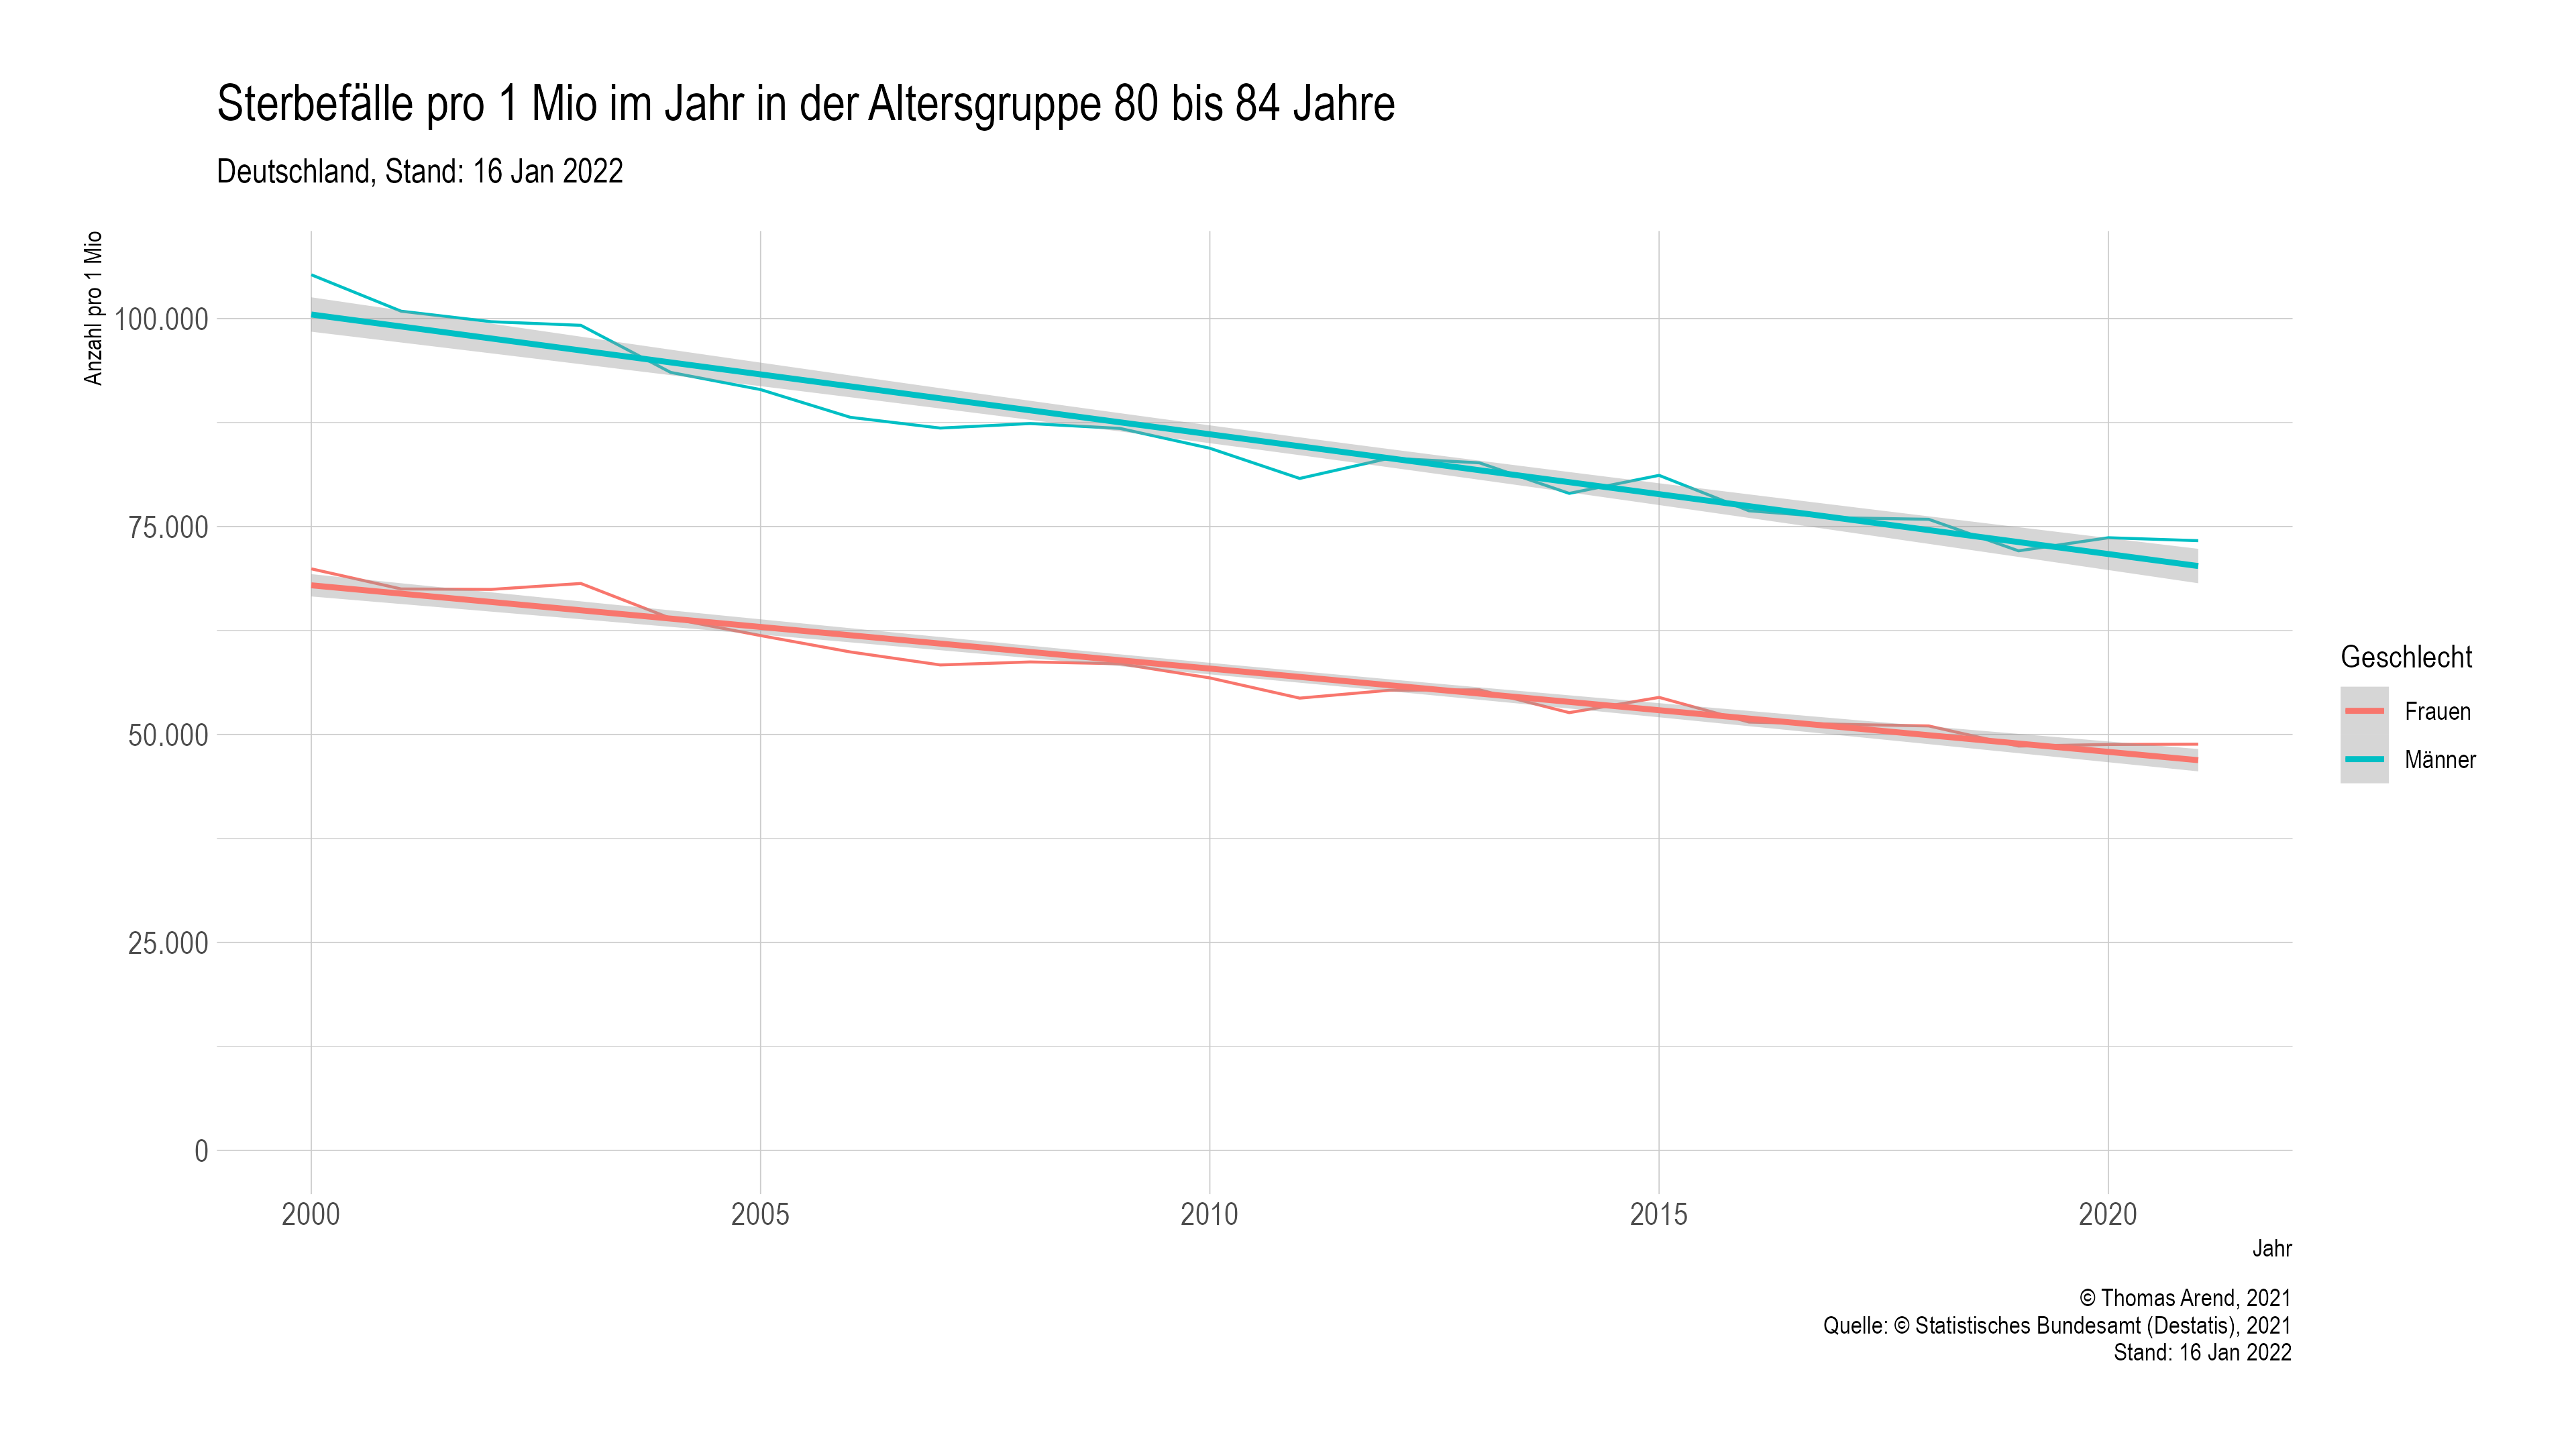 Sterbefälle pro 1 Mio im Jahr in der Altersgruppe 80 bis 84 Jahre
Deutschland, Stand: 16 Jan 2022
Anzahl pro 1 Mio
100.000
75.000
50.000
25.000
0
2000
2005
2010
2015
2020
Jahr
Geschlecht
Frauen
Männer
© Thomas Arend, 2021
Quelle: © Statistisches Bundesamt (Destatis), 2021
Stand: 16 Jan 2022